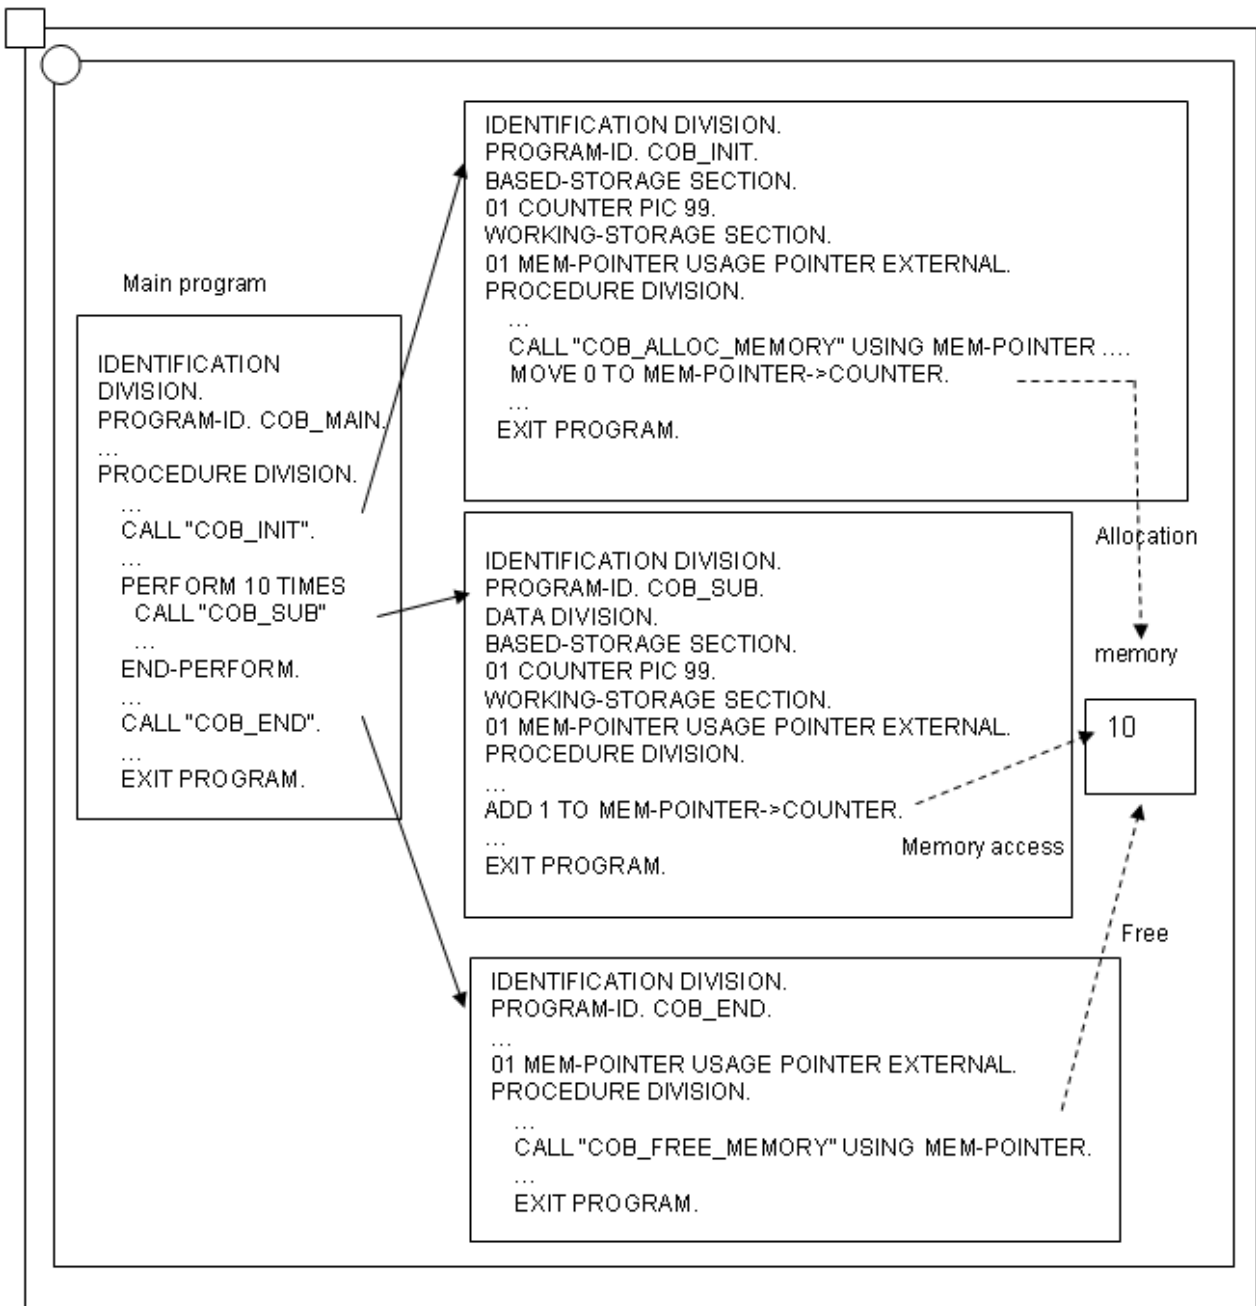 Main program
IDENTIFICATION
DIVISION.
PROGRAM-ID. COB_MAIN.
...
PROCEDURE DIVISION.
...
CALL "COB_INIT".
...
PERFORM 10 TIMES
CALL "COB_SUB"
...
END-PERFORM.
...
CALL "COB_END".
...
EXIT PROGRAM.
IDENTIFICATION DIVISION.
PROGRAM-ID. COB_INIT.
BASED-STORAGE SECTION.
01 COUNTER PIC 99.
WORKING-STORAGE SECTION.
01 MEM-POINTER USAGE POINTER EXTERNAL.
PROCEDURE DIVISION.
...
CALL "COB_ALLOC_MEMORY" USING MEM-POINTER ....
MOVE 0 TO MEM-POINTER->COUNTER.
...
EXIT PROGRAM.
IDENTIFICATION DIVISION.
PROGRAM-ID. COB_SUB.
DATA DIVISION.
BASED-STORAGE SECTION.
01 COUNTER PIC 99.
WORKING-STORAGE SECTION.
01 MEM-POINTER USAGE POINTER EXTERNAL.
PROCEDURE DIVISION.
...
ADD 1 TO MEM-POINTER->COUNTER.
...
EXIT PROGRAM.
Memory access
Allocation
memory
10
Free
IDENTIFICATION DIVISION.
PROGRAM-ID. COB_END.
...
01 MEM-POINTER USAGE POINTER EXTERNAL.
PROCEDURE DIVISION.
...
CALL "COB_FREE_MEMORY" USING MEM-POINTER.
...
EXIT PROGRAM.